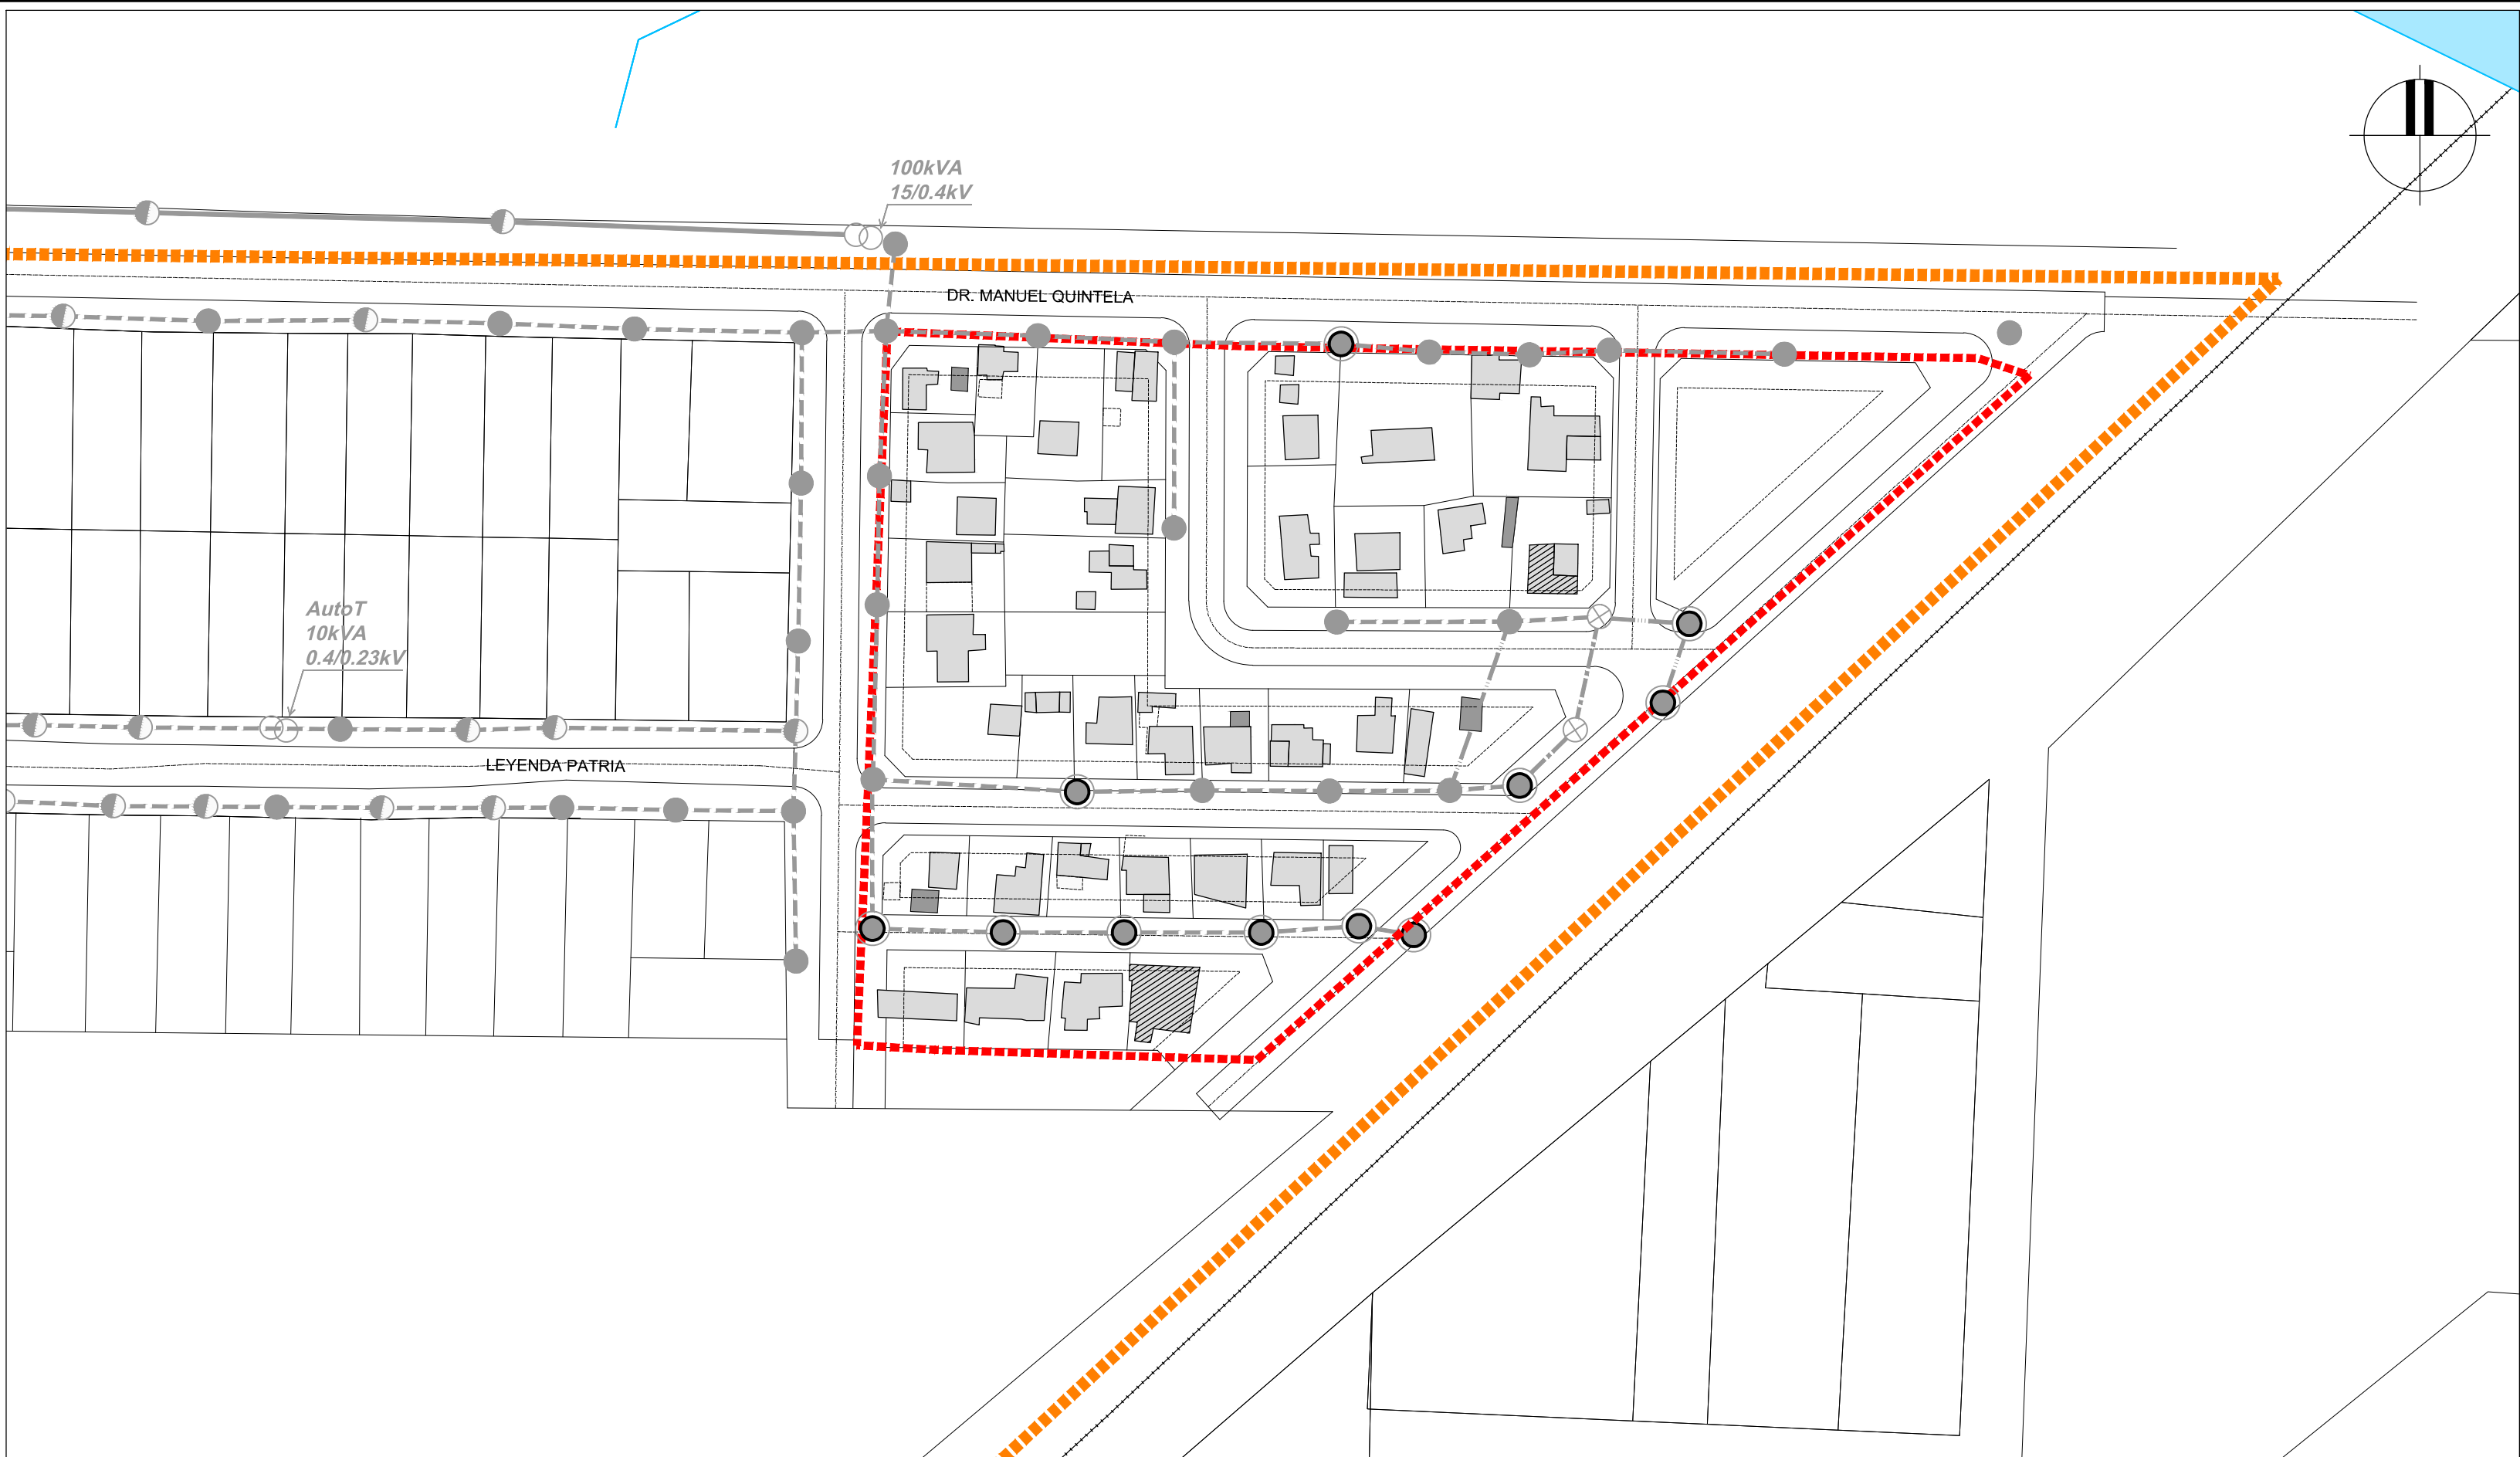 100kVA
15/0.4kV
DR. MANUEL QUINTELA
AutoT
10kVA
0.4/0.23kV
LEYENDA PATRIA